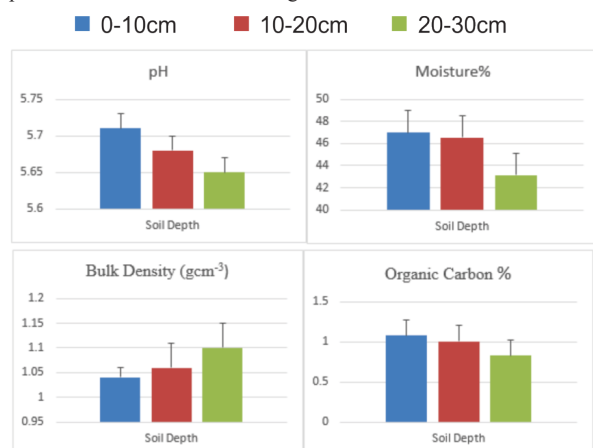 0-10cm 10-20cm 20-30cm
pH
5.75
5.7
5.65
5.6
Soil Depth
Moisture%
50
48
46
44
42
40
Soil Depth
Bulk Density (gcm⁻³)
1.2
1.15
1.1
1.05
1
0.95
Soil Depth
Organic Carbon %
1.5
1
0.5
0
Soil Depth